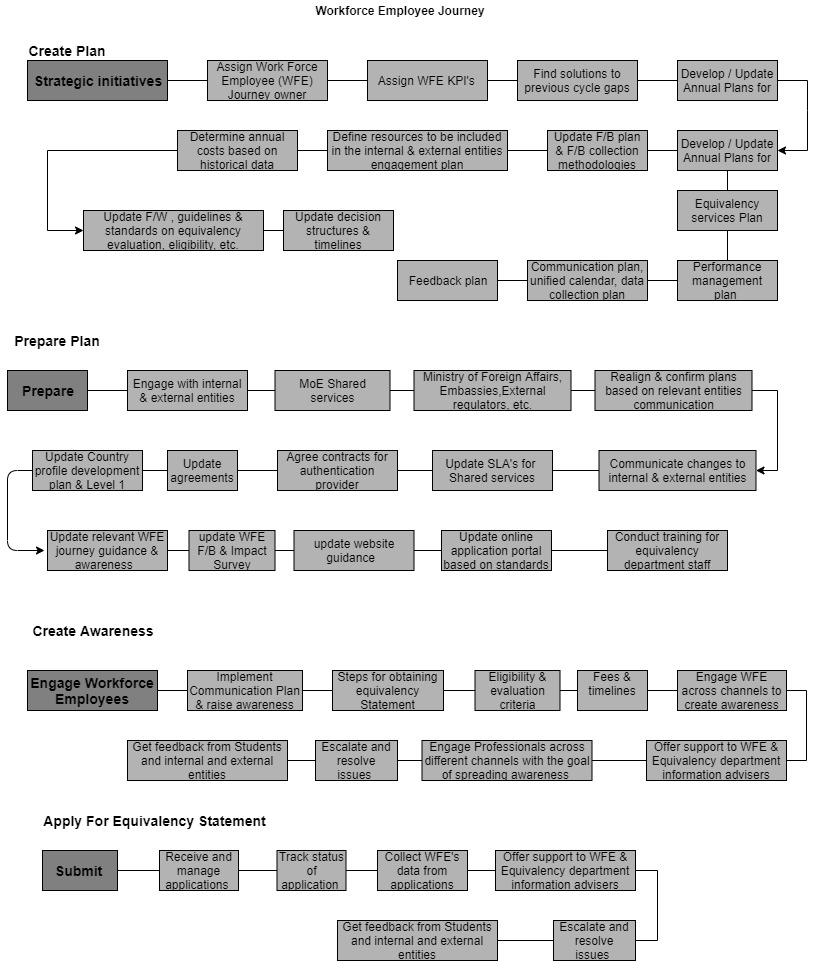 Workforce Employee Journey
Create Plan
Strategic initiatives
Assign Work Force
Employee (WFE)
Journey owner
Assign WFE KPI's
Find solutions to
previous cycle gaps
Develop / Update
Annual Plans for
Determine annual
costs based on
historical data
Define resources to be included
in the internal & external entities
engagement plan
Update F/B plan
& F/B collection
methodologies
Develop / Update
Annual Plans for
Equivalency
services Plan
Update F/W , guidelines &
standards on equivalency
evaluation, eligibility, etc.
Update decision
structures &
timelines
Feedback plan
Communication plan,
unified calendar, data
collection plan
Performance
management
plan
Prepare Plan
Prepare
Engage with internal
& external entities
MoE Shared
services
Ministry of Foreign Affairs,
Embassies,External
regulators, etc.
Realign & confirm plans
based on relevant entities
communication
Update Country
profile development
plan & Level 1
Update
agreements
Agree contracts for
authentication
provider
Update SLA's for
Shared services
Communicate changes to
internal & external entities
Update relevant WFE
journey guidance &
awareness
update WFE
F/B & Impact
Survey
update website
guidance
Update online
application portal
based on standards
Conduct training for
equivalency
department staff
Create Awareness
Engage Workforce
Employees
Implement
Communication Plan
& raise awareness
Steps for obtaining
equivalency
Statement
Eligibility &
evaluation
criteria
Fees &
timelines
Engage WFE
across channels to
create awareness
Get feedback from Students
and internal and external
entities
Escalate and
resolve
issues
Engage Professionals across
different channels with the goal
of spreading awareness
Offer support to WFE &
Equivalency department
information advisers
Apply For Equivalency Statement
Submit
Receive and
manage
applications
Track status
of
application
Collect WFE's
data from
applications
Offer support to WFE &
Equivalency department
information advisers
Get feedback from Students
and internal and external
entities
Escalate and
resolve
issues